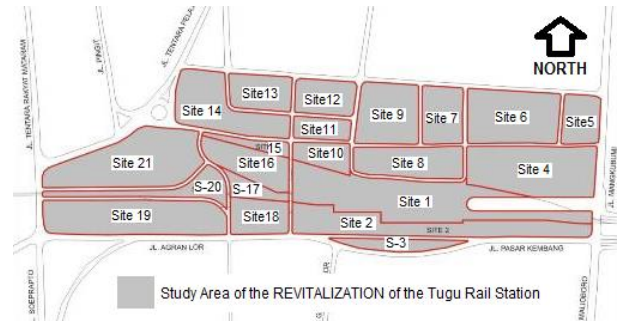 JL. TENTARA RAKYAT MATARAM
JL. PINGIT
JL. TENTARA PELAJ
NORTH
Site13
Site 14
Site12
Site 9
Site 7
Site 6
Site5
Site11
SITE 15
Site10
Site 21
Site16
Site 8
Site 4
S-20
S-17
Site 1
JL. MANGKUBUMI
Site 19
Site18
Site 2
SITE 2
S-3
JL. AGRAN LOR
JL. PASAR KEMBANG
SOEPRAPTO
MALIOBORO
Study Area of the REVITALIZATION of the Tugu Rail Station